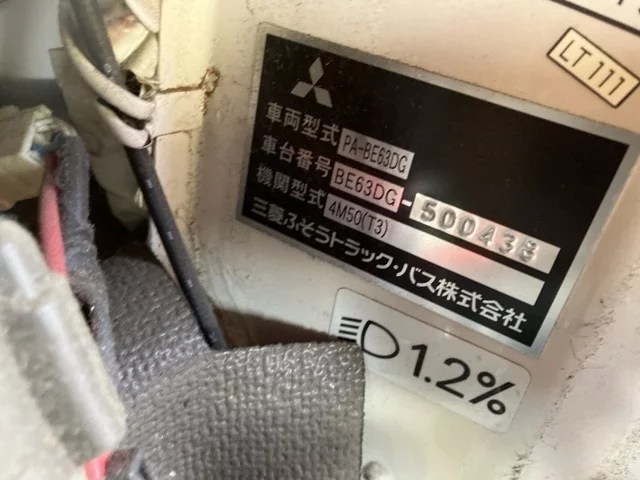 LT 111
車両型式 PA-BE63DG
車台番号 BE63DG-500438
機関型式 4M50(T3)
三菱ふそうトラック・バス株式会社
1.2%